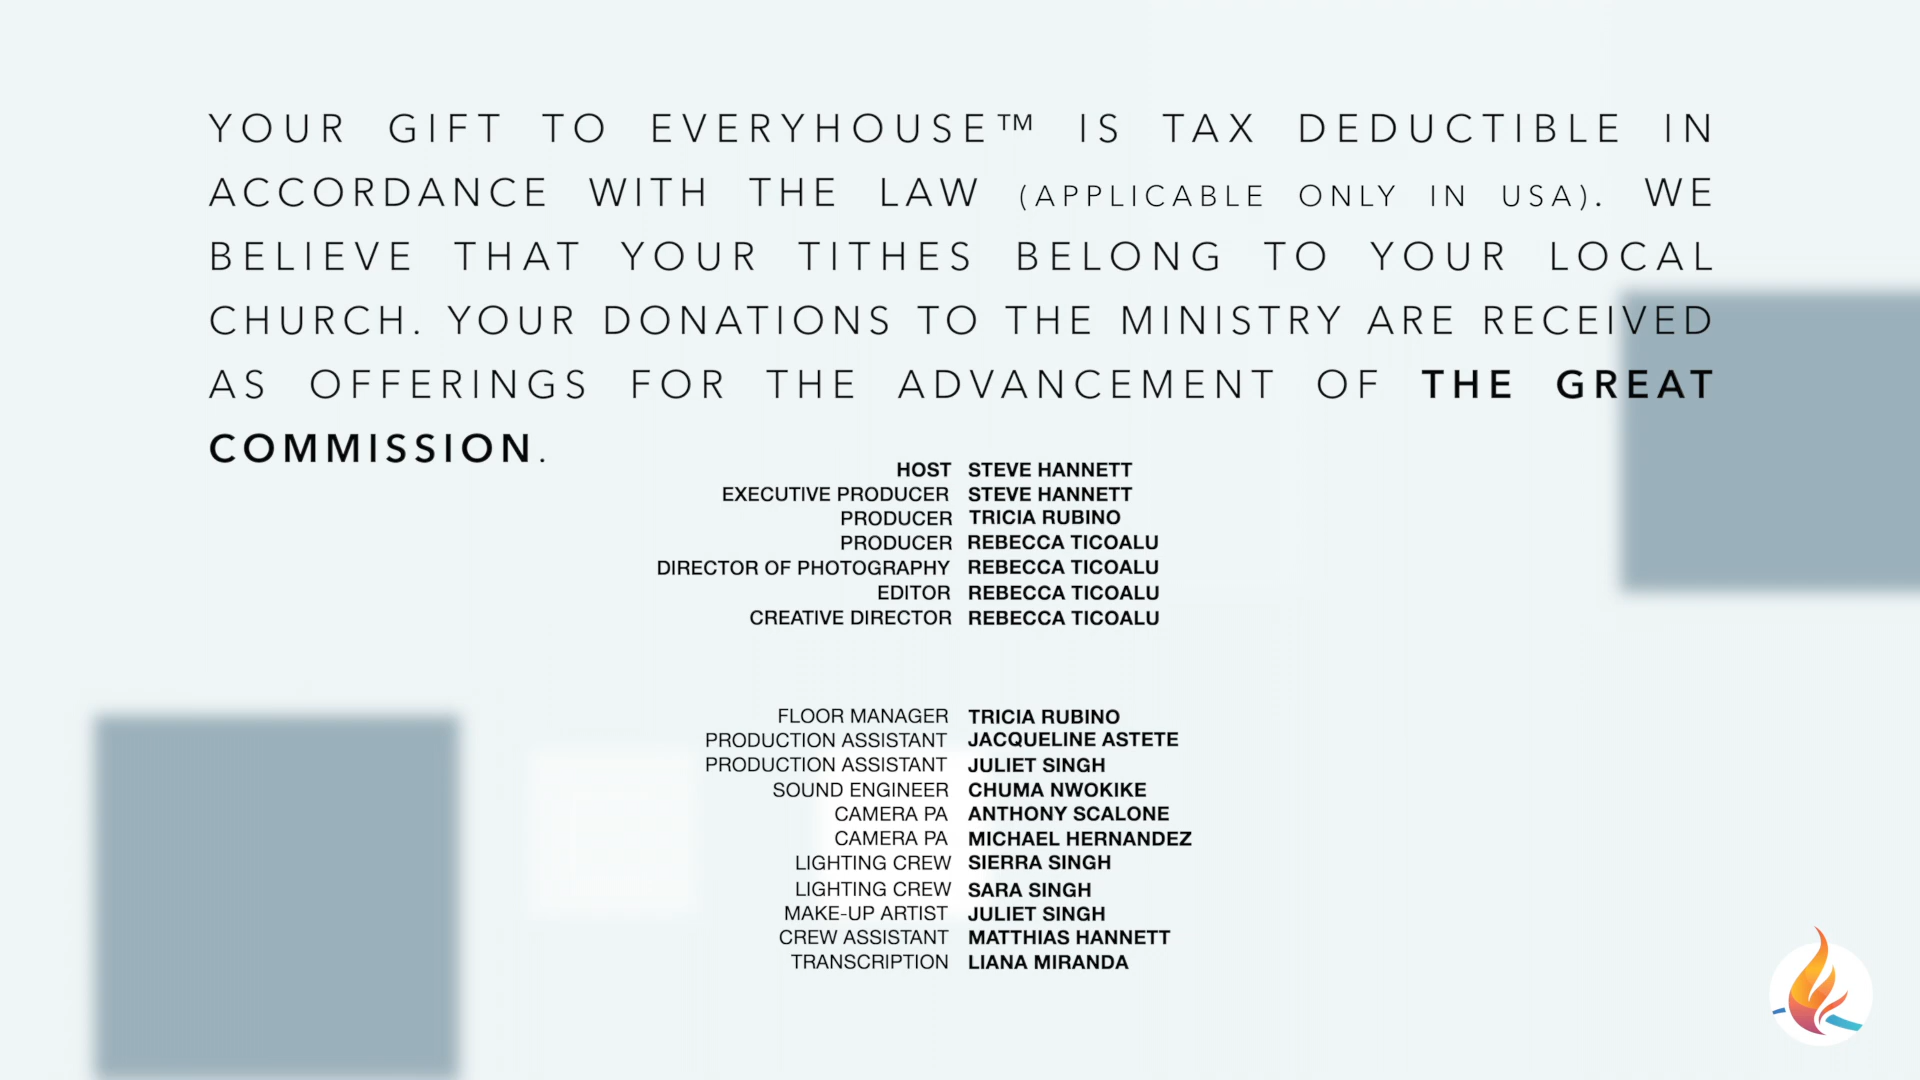 YOUR GIFT TO EVERYHOUSE™ IS TAX DEDUCTIBLE IN
ACCORDANCE WITH THE LAW (APPLICABLE ONLY IN USA). WE
BELIEVE THAT YOUR TITHES BELONG TO YOUR LOCAL
CHURCH. YOUR DONATIONS TO THE MINISTRY ARE RECEIVED
AS OFFERINGS FOR THE ADVANCEMENT OF THE GREAT
COMMISSION.
HOST STEVE HANNETT
EXECUTIVE PRODUCER STEVE HANNETT
PRODUCER TRICIA RUBINO
PRODUCER REBECCA TICOALU
DIRECTOR OF PHOTOGRAPHY REBECCA TICOALU
EDITOR REBECCA TICOALU
CREATIVE DIRECTOR REBECCA TICOALU
FLOOR MANAGER TRICIA RUBINO
PRODUCTION ASSISTANT JACQUELINE ASTETE
PRODUCTION ASSISTANT JULIET SINGH
SOUND ENGINEER CHUMA NWOKIKE
CAMERA PA ANTHONY SCALONE
CAMERA PA MICHAEL HERNANDEZ
LIGHTING CREW SIERRA SINGH
LIGHTING CREW SARA SINGH
MAKE-UP ARTIST JULIET SINGH
CREW ASSISTANT MATTHIAS HANNETT
TRANSCRIPTION LIANA MIRANDA